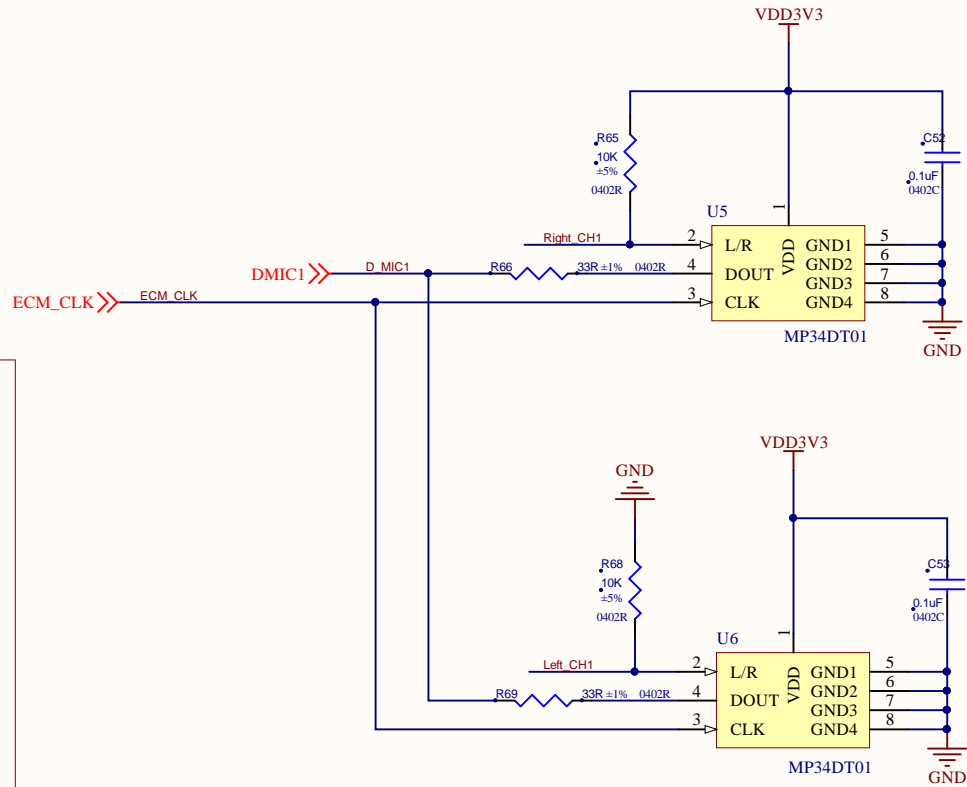 VDD3V3
R65
10K
±5%
0402R
C52
0.1uF
0402C
U5
1
Right_CH1
2
L/R
VDD
GND1
5
GND2
6
DMIC1
D_MIC1
R66
33R ±1% 0402R
4
DOUT
GND3
7
ECM_CLK
ECM_CLK
3
CLK
GND4
8
MP34DT01
GND
VDD3V3
GND
R68
10K
±5%
0402R
C53
0.1uF
0402C
U6
1
Left_CH1
2
L/R
VDD
GND1
5
GND2
6
R69
33R ±1% 0402R
4
DOUT
GND3
7
3
CLK
GND4
8
MP34DT01
GND